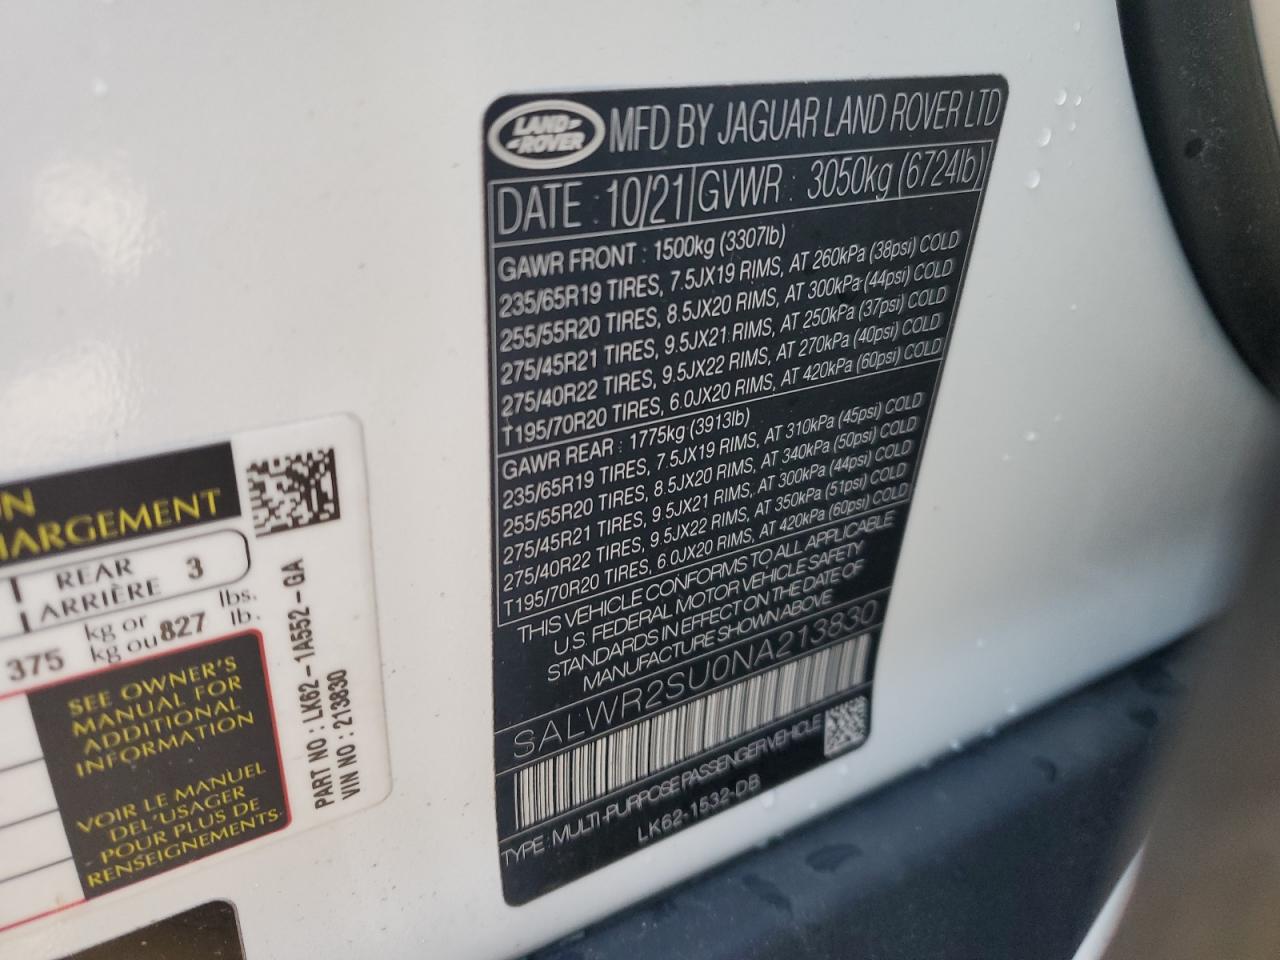 LAND ROVER
MFD BY JAGUAR LAND ROVER LTD
DATE : 10/21 GVWR : 3050kg (6724lb)
GAWR FRONT : 1500kg (3307lb)
235/65R19 TIRES, 7.5JX19 RIMS, AT 260kPa (38psi) COLD
255/55R20 TIRES, 8.5JX20 RIMS, AT 300kPa (44psi) COLD
275/45R21 TIRES, 9.5JX21 RIMS, AT 250kPa (37psi) COLD
275/40R22 TIRES, 9.5JX22 RIMS, AT 270kPa (40psi) COLD
T195/70R20 TIRES, 6.0JX20 RIMS, AT 420kPa (60psi) COLD
GAWR REAR : 1775kg (3913lb)
235/65R19 TIRES, 7.5JX19 RIMS, AT 310kPa (45psi) COLD
255/55R20 TIRES, 8.5JX20 RIMS, AT 340kPa (50psi) COLD
275/45R21 TIRES, 9.5JX21 RIMS, AT 300kPa (44psi) COLD
275/40R22 TIRES, 9.5JX22 RIMS, AT 350kPa (51psi) COLD
T195/70R20 TIRES, 6.0JX20 RIMS, AT 420kPa (60psi) COLD
THIS VEHICLE CONFORMS TO ALL APPLICABLE
U.S. FEDERAL MOTOR VEHICLE SAFETY
STANDARDS IN EFFECT ON THE DATE OF
MANUFACTURE SHOWN ABOVE
SALWR2SU0NA213830
TYPE: MULTI-PURPOSE PASSENGER VEHICLE
LK62-1532-DB
ON
HARGEMENT
REAR
ARRIÈRE 3
375 kg or 827 lbs.
kg ou lb.
SEE OWNER'S
MANUAL FOR
ADDITIONAL
INFORMATION
VOIR LE MANUEL
DEL'USAGER
POUR PLUS DE
RENSEIGNEMENTS.
PART NO : LK62-1A552-GA
VIN NO : 213830